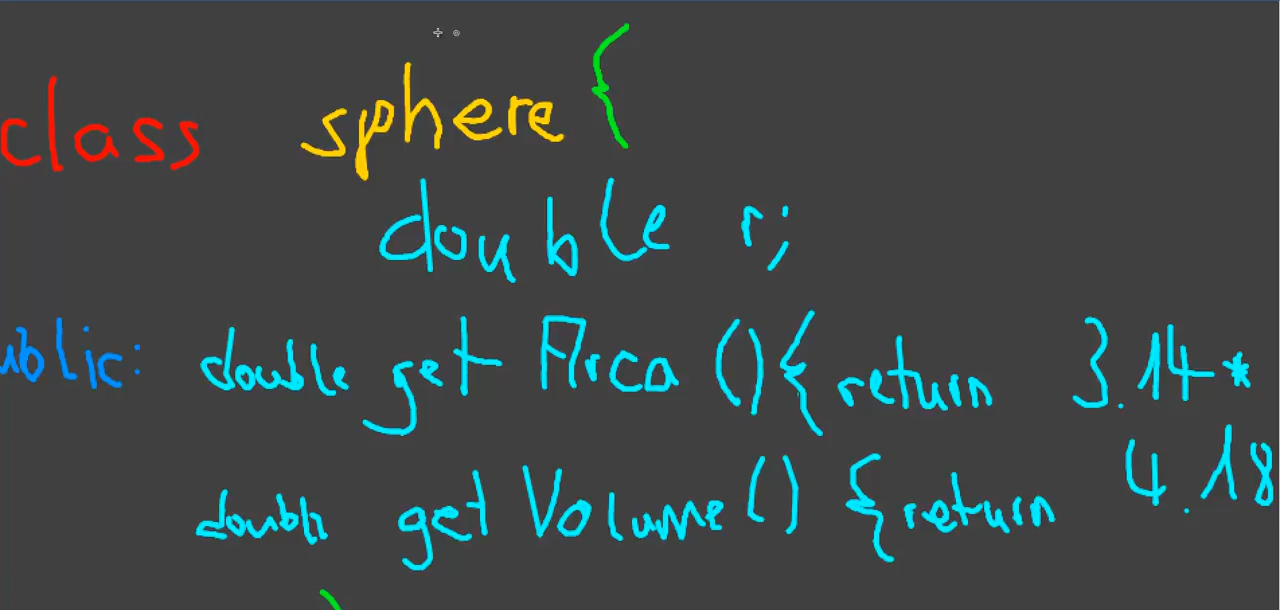 class sphere {
double r;
ublic: double getArea () { return 3.14 *
double getVolume () { return 4.18
}